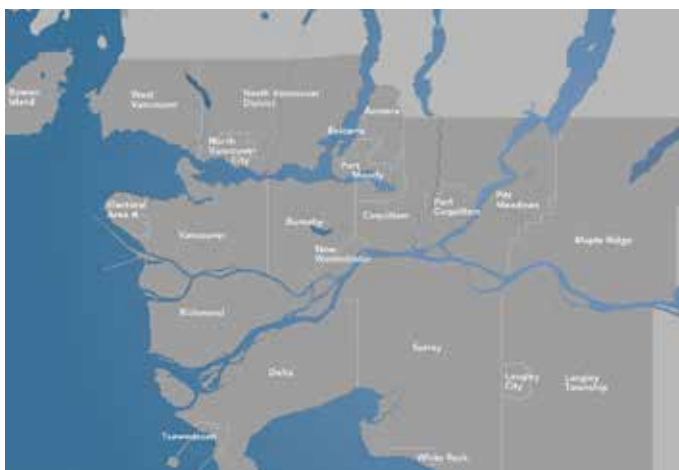 Bowen
Island
West
Vancouver
North Vancouver
District
North
Vancouver
City
Anmore
Belcarra
Port
Moody
Electoral
Area A
Vancouver
Burnaby
Coquitlam
Port
Coquitlam
Pitt
Meadows
Maple Ridge
New
Westminster
Richmond
Delta
Surrey
Langley
City
Langley
Township
Tsawwassen
White Rock